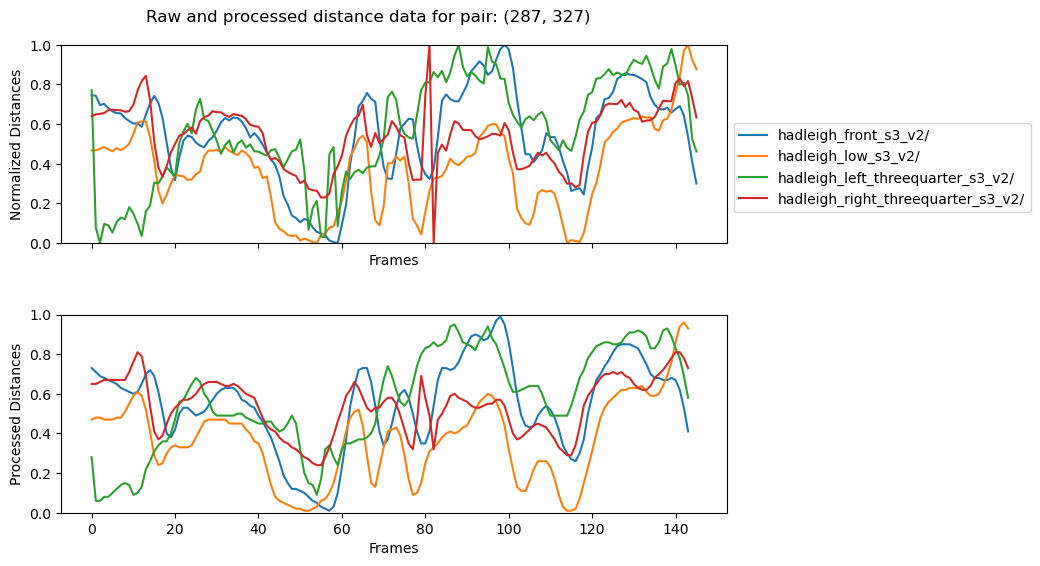 Raw and processed distance data for pair: (287, 327)
1.0
0.8
0.6
0.4
0.2
0.0
Normalized Distances
Frames
hadleigh_front_s3_v2/
hadleigh_low_s3_v2/
hadleigh_left_threequarter_s3_v2/
hadleigh_right_threequarter_s3_v2/
1.0
0.8
0.6
0.4
0.2
0.0
Processed Distances
0 20 40 60 80 100 120 140
Frames